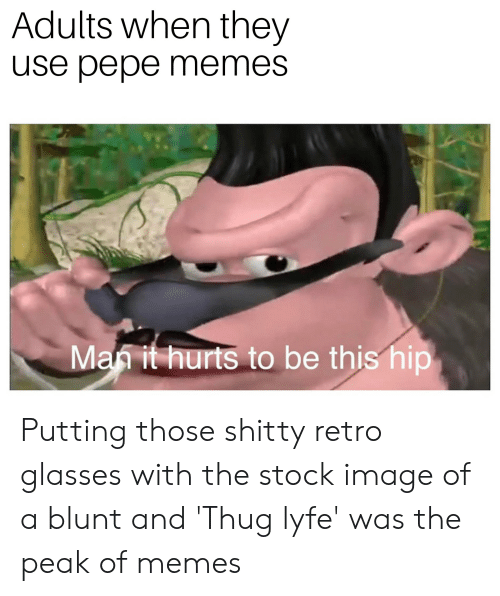 Adults when they
use pepe memes
Man it hurts to be this hip
Putting those shitty retro
glasses with the stock image of
a blunt and 'Thug lyfe' was the
peak of memes